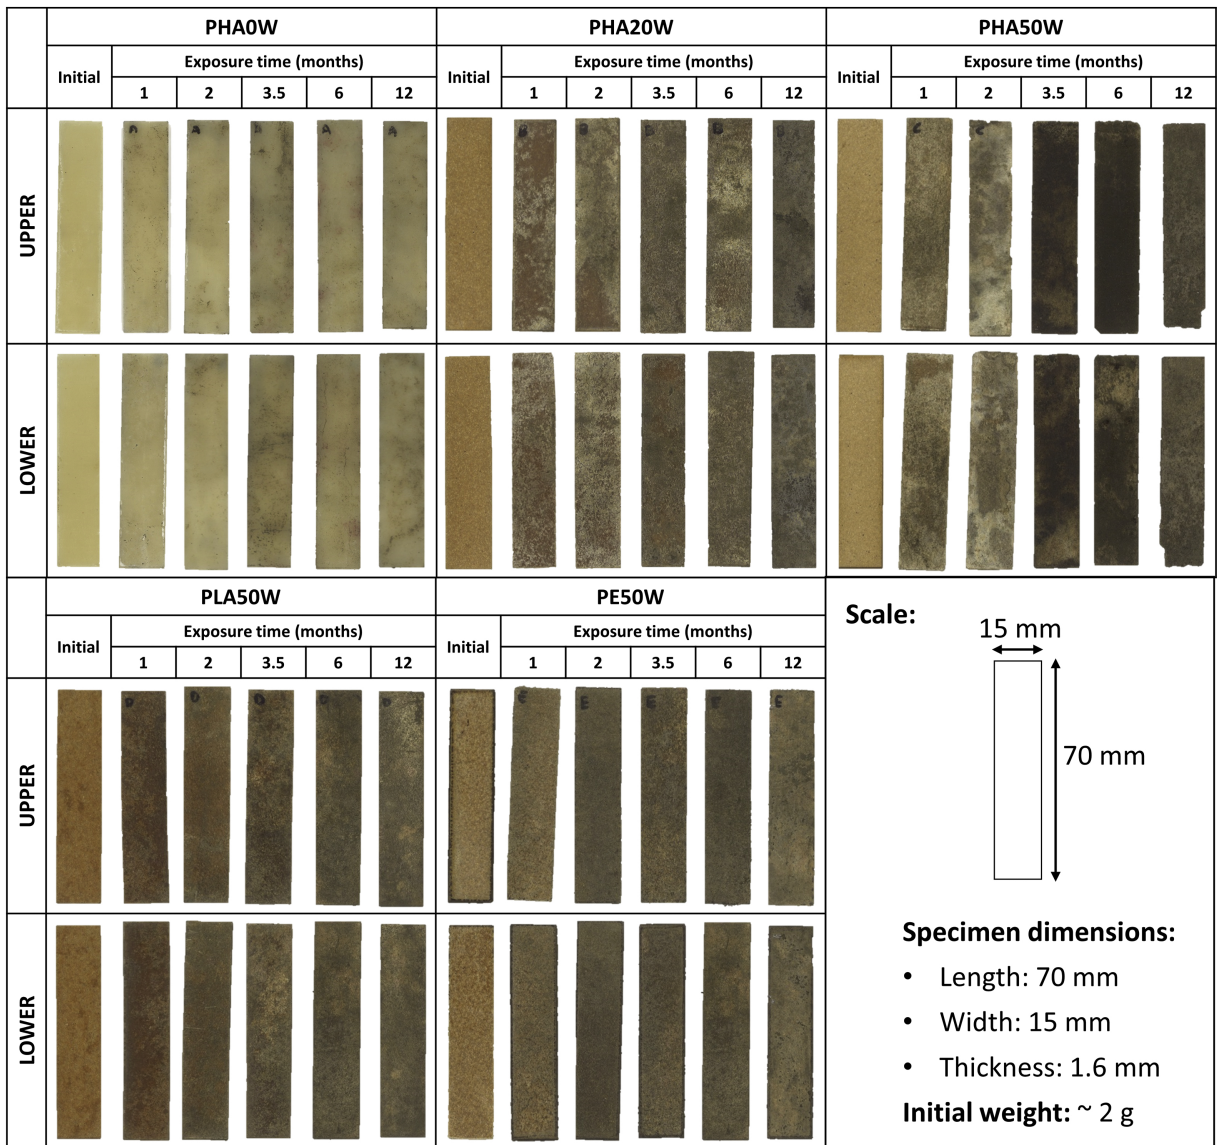 PHA0W PHA20W PHA50W
Initial Exposure time (months) Initial Exposure time (months) Initial Exposure time (months)
1 2 3.5 6 12 1 2 3.5 6 12 1 2 3.5 6 12
UPPER
A A A A A B B B B B C C
LOWER
PLA50W PE50W
Initial Exposure time (months) Initial Exposure time (months)
1 2 3.5 6 12 1 2 3.5 6 12
UPPER
D D D D D E E E E E
LOWER
Scale:
15 mm
70 mm
Specimen dimensions:
• Length: 70 mm
• Width: 15 mm
• Thickness: 1.6 mm
Initial weight: ~ 2 g